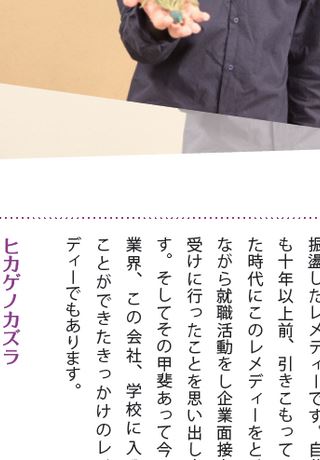 振盪したレメディーです。自
も十年以上前、引きこもって
た時代にこのレメディーをと
ながら就職活動をし企業面接
受けに行ったことを思い出し
す。そしてその甲斐あって今
業界、この会社、学校に入
ことができたきっかけのレ
ディーでもあります。
ヒカゲノカズラ